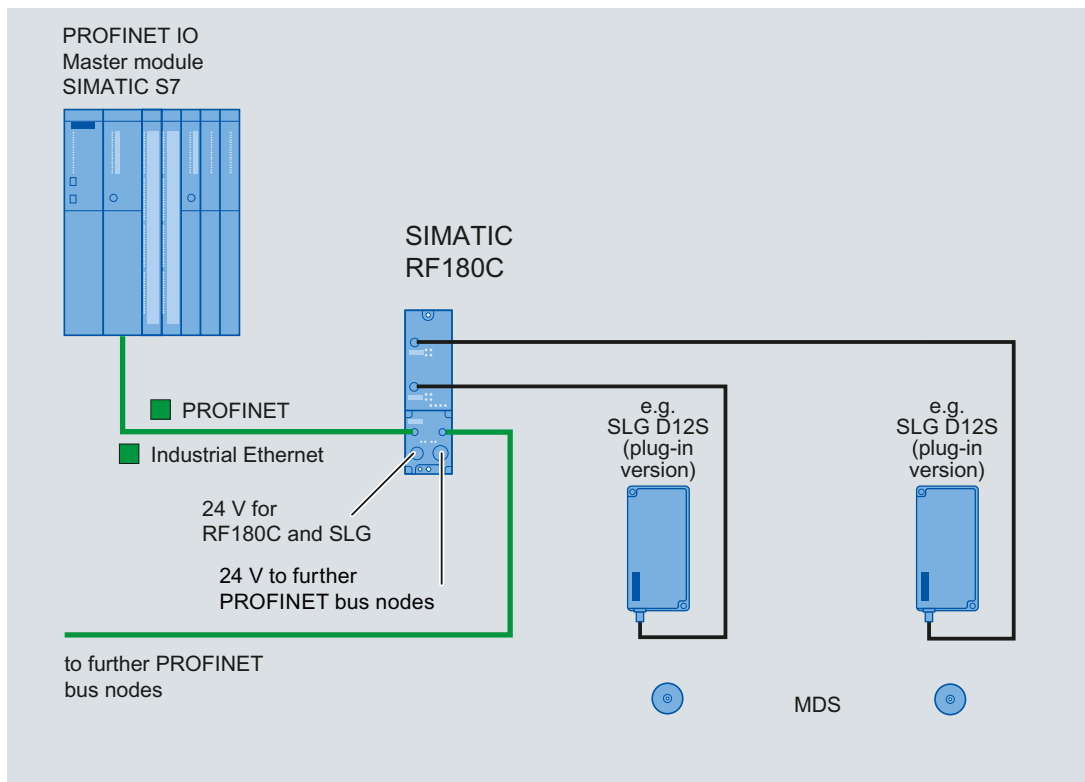 PROFINET IO
Master module
SIMATIC S7
SIMATIC
RF180C
PROFINET
Industrial Ethernet
24 V for
RF180C and SLG
24 V to further
PROFINET bus nodes
to further PROFINET
bus nodes
e.g.
SLG D12S
(plug-in
version)
e.g.
SLG D12S
(plug-in
version)
MDS